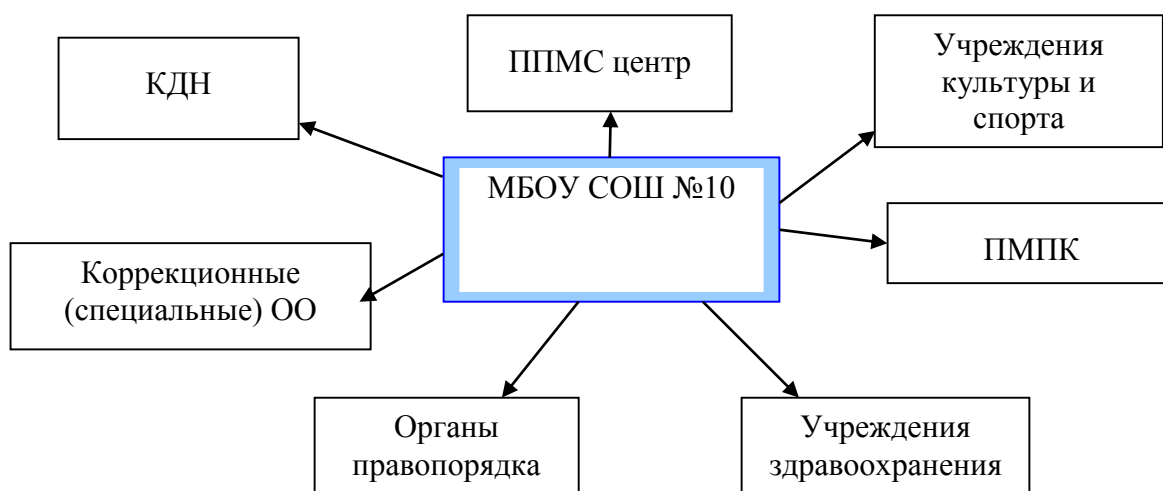 КДН
ППМС центр
Учреждения
культуры и
спорта
МБОУ СОШ №10
ПМПК
Коррекционные
(специальные) ОО
Органы
правопорядка
Учреждения
здравоохранения